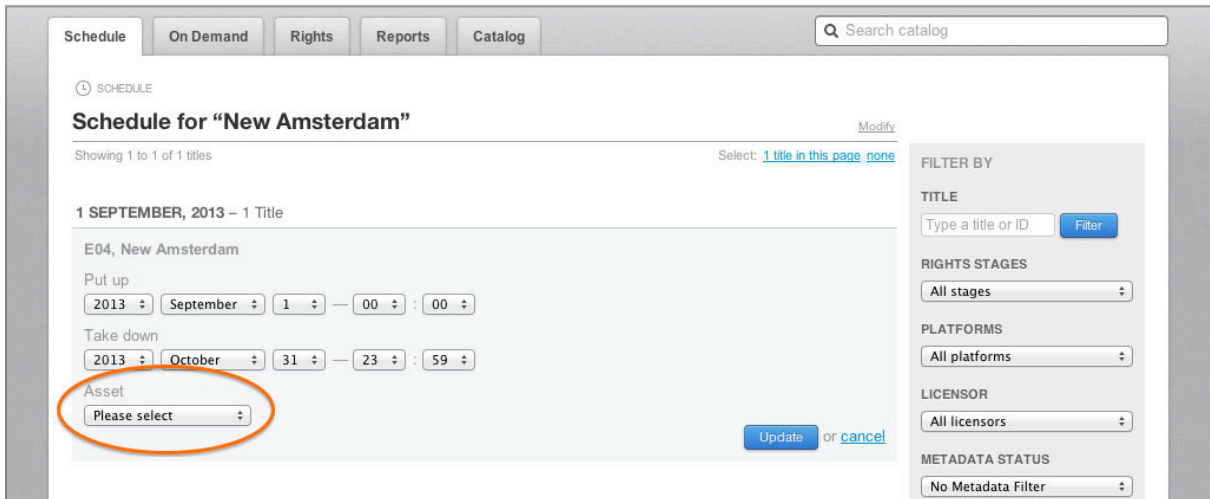 Schedule On Demand Rights Reports Catalog Search catalog
SCHEDULE
Schedule for “New Amsterdam”
Modify
Showing 1 to 1 of 1 titles Select: 1 title in this page none
1 SEPTEMBER, 2013 – 1 Title
E04, New Amsterdam
Put up
2013 September 1 — 00 : 00
Take down
2013 October 31 — 23 : 59
Asset
Please select
Update or cancel
FILTER BY
TITLE
Type a title or ID Filter
RIGHTS STAGES
All stages
PLATFORMS
All platforms
LICENSOR
All licensors
METADATA STATUS
No Metadata Filter